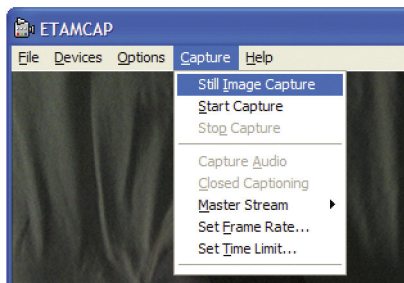 ETAMCAP
File Devices Options Capture Help
Still Image Capture
Start Capture
Stop Capture
Capture Audio
Closed Captioning
Master Stream
Set Frame Rate...
Set Time Limit...